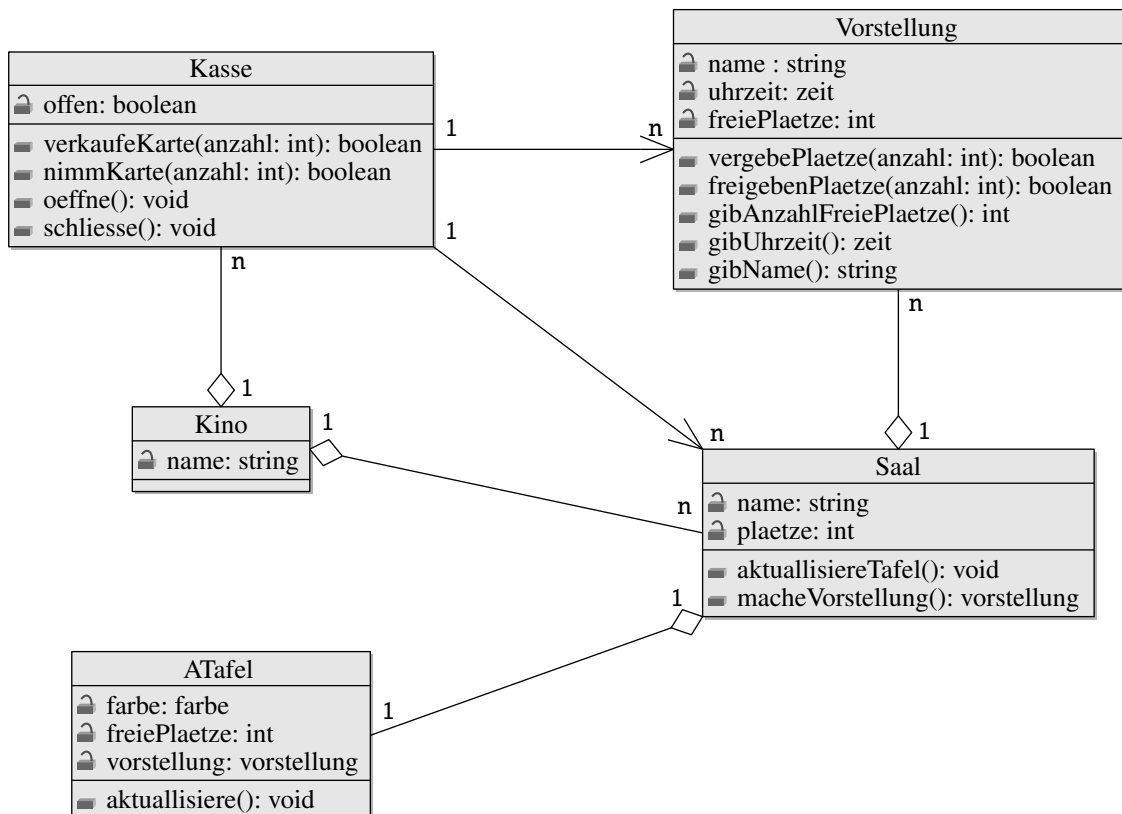 Kasse
offen: boolean
verkaufeKarte(anzahl: int): boolean
nimmKarte(anzahl: int): boolean
oeffne(): void
schliesse(): void
1
n
1
n
Vorstellung
name : string
uhrzeit: zeit
freiePlaetze: int
vergebePlaetze(anzahl: int): boolean
freigebenPlaetze(anzahl: int): boolean
gibAnzahlFreiePlaetze(): int
gibUhrzeit(): zeit
gibName(): string
n
1
Kino
name: string
1
n
n
1
Saal
name: string
plaetze: int
aktuallisiereTafel(): void
macheVorstellung(): vorstellung
1
1
ATafel
farbe: farbe
freiePlaetze: int
vorstellung: vorstellung
aktuallisiere(): void